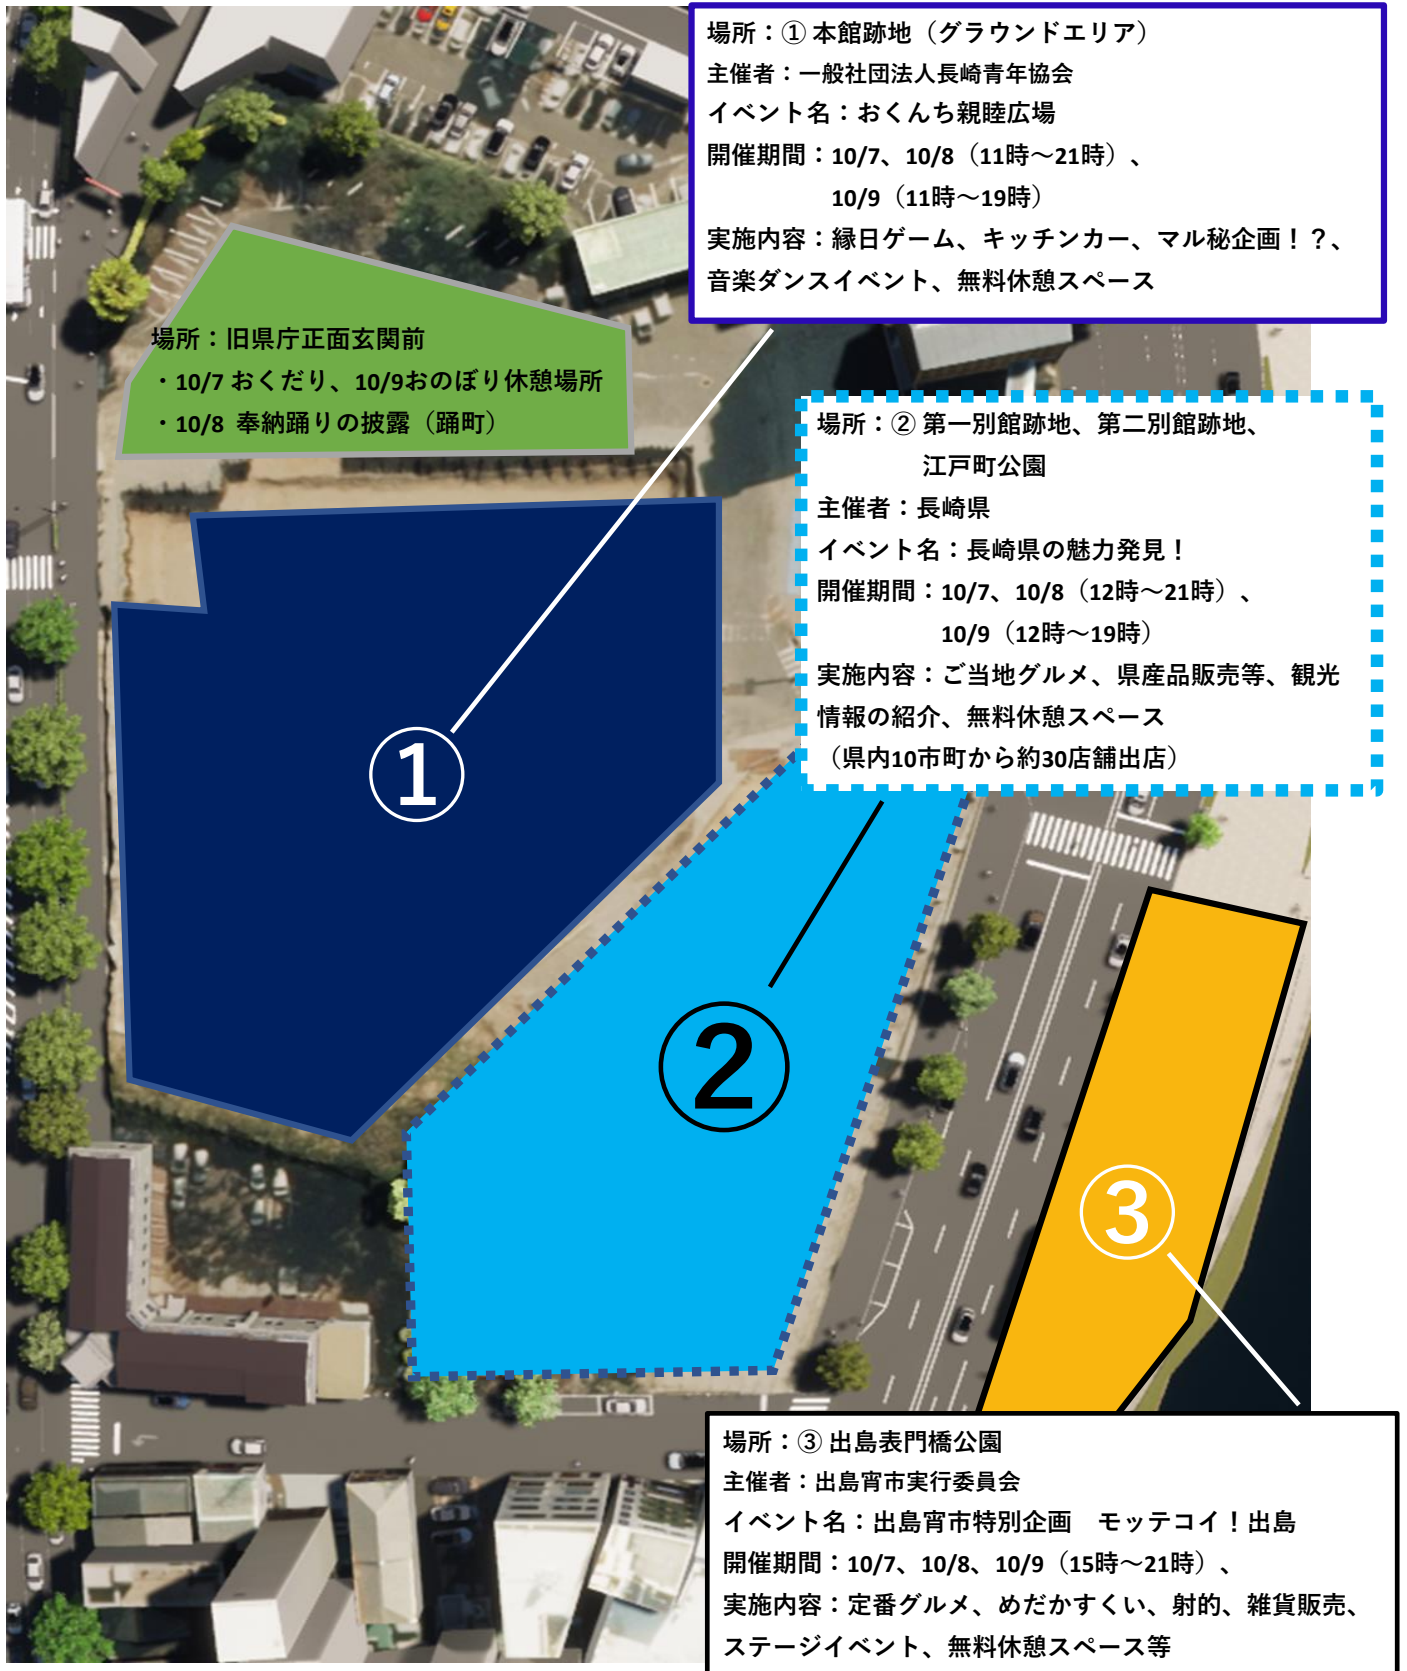 場所：① 本館跡地（グラウンドエリア）
主催者：一般社団法人長崎青年協会
イベント名：おくんち親睦広場
開催期間：10/7、10/8（11時～21時）、
10/9（11時～19時）
実施内容：縁日ゲーム、キッチンカー、マル秘企画！？、
音楽ダンスイベント、無料休憩スペース
場所：旧県庁正面玄関前
・10/7 おくだり、10/9おのぼり休憩場所
・10/8 奉納踊りの披露（踊町）
場所：② 第一別館跡地、第二別館跡地、
江戸町公園
主催者：長崎県
イベント名：長崎県の魅力発見！
開催期間：10/7、10/8（12時～21時）、
10/9（12時～19時）
実施内容：ご当地グルメ、県産品販売等、観光
情報の紹介、無料休憩スペース
（県内10市町から約30店舗出店）
①
②
③
場所：③ 出島表門橋公園
主催者：出島宵市実行委員会
イベント名：出島宵市特別企画　モッテコイ！出島
開催期間：10/7、10/8、10/9（15時～21時）、
実施内容：定番グルメ、めだかすくい、射的、雑貨販売、
ステージイベント、無料休憩スペース等